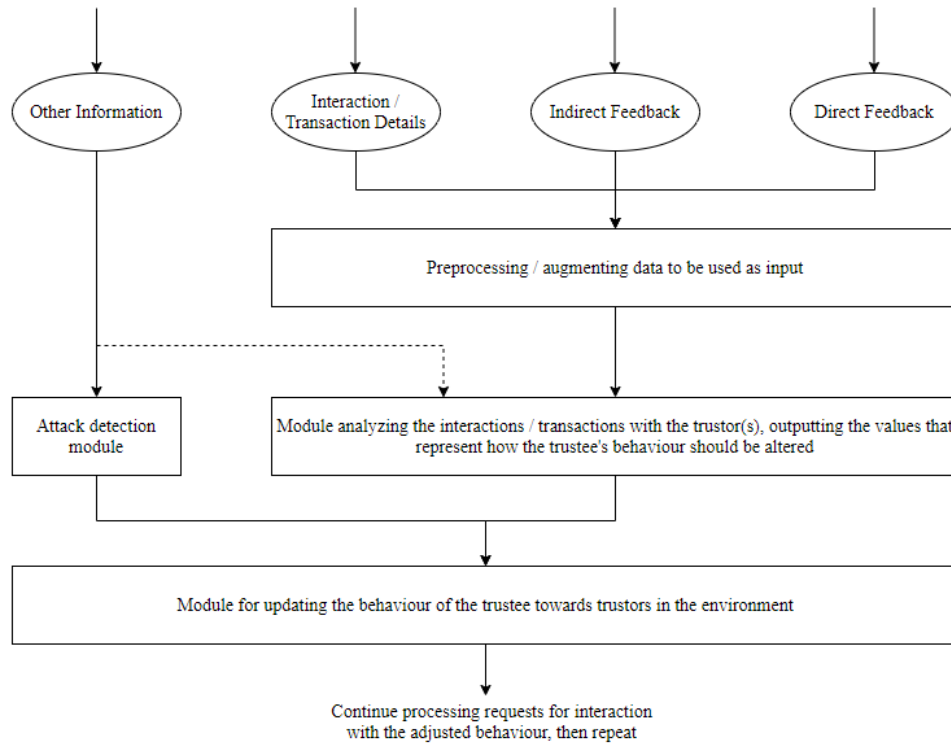 Other Information
Interaction /
Transaction Details
Indirect Feedback
Direct Feedback
Preprocessing / augmenting data to be used as input
Attack detection
module
Module analyzing the interactions / transactions with the trustor(s), outputting the values that
represent how the trustee's behaviour should be altered
Module for updating the behaviour of the trustee towards trustors in the environment
Continue processing requests for interaction
with the adjusted behaviour, then repeat